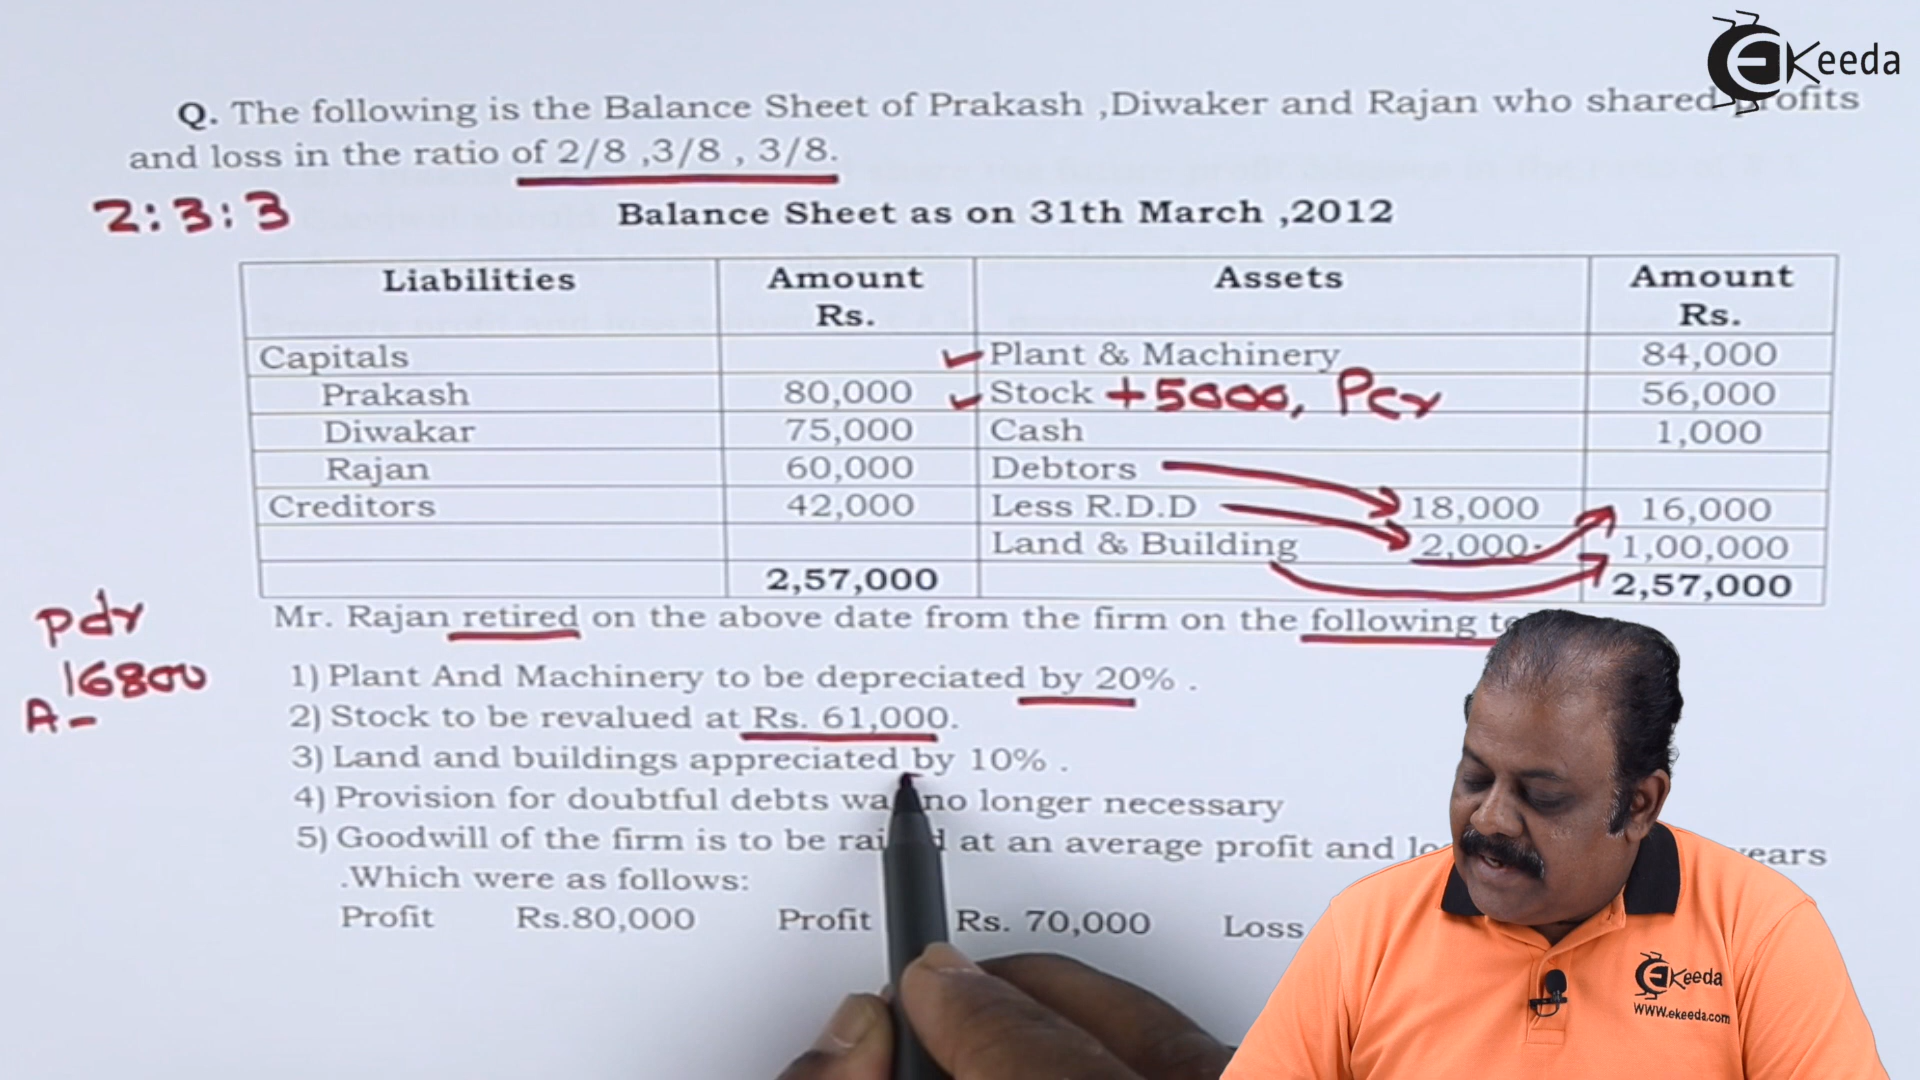 eKeeda
Q. The following is the Balance Sheet of Prakash ,Diwaker and Rajan who shared profits
and loss in the ratio of 2/8 ,3/8 , 3/8.
2:3:3
Balance Sheet as on 31th March ,2012
Liabilities Amount Rs. Assets Amount Rs.
Capitals Plant & Machinery 84,000
Prakash 80,000 Stock +5000, Pcr 56,000
Diwakar 75,000 Cash 1,000
Rajan 60,000 Debtors
Creditors 42,000 Less R.D.D 18,000 16,000
Land & Building 2,000 1,00,000
2,57,000 2,57,000
Pdr
16800
A-
Mr. Rajan retired on the above date from the firm on the following
1) Plant And Machinery to be depreciated by 20% .
2) Stock to be revalued at Rs. 61,000.
3) Land and buildings appreciated by 10% .
4) Provision for doubtful debts no longer necessary
5) Goodwill of the firm is to be at an average profit and
.Which were as follows:
Profit Rs.80,000 Profit Rs. 70,000 Loss
eKeeda
www.ekeeda.com